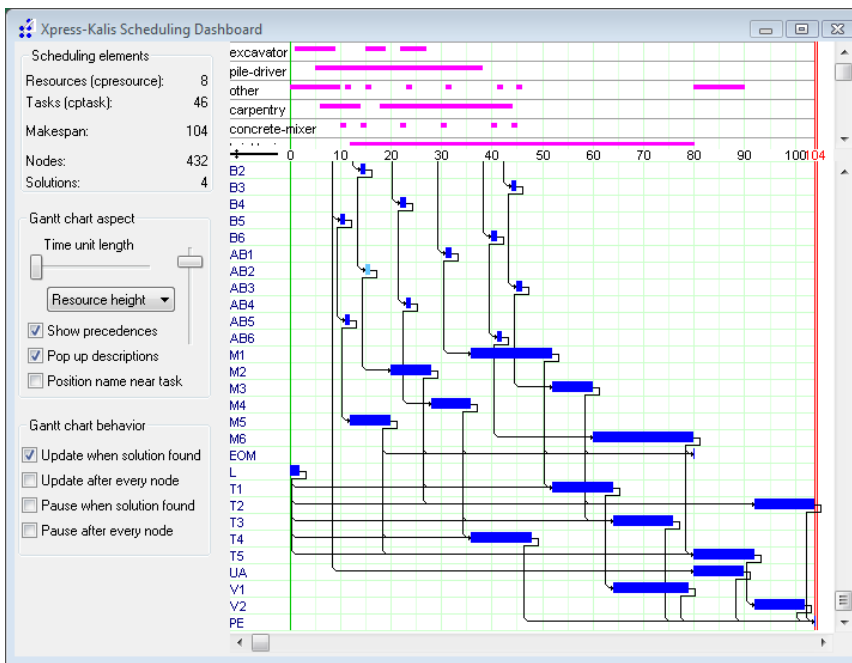 Xpress-Kalis Scheduling Dashboard
Scheduling elements
Resources (cpresource): 8
Tasks (cptask): 46
Makespan: 104
Nodes: 432
Solutions: 4
Gantt chart aspect
Time unit length
Resource height
Show precedences
Pop up descriptions
Position name near task
Gantt chart behavior
Update when solution found
Update after every node
Pause when solution found
Pause after every node
excavator
pile-driver
other
carpentry
concrete-mixer
0 10 20 30 40 50 60 70 80 90 100 104
B2
B3
B4
B5
B6
AB1
AB2
AB3
AB4
AB5
AB6
M1
M2
M3
M4
M5
M6
EOM
L
T1
T2
T3
T4
T5
UA
V1
V2
PE